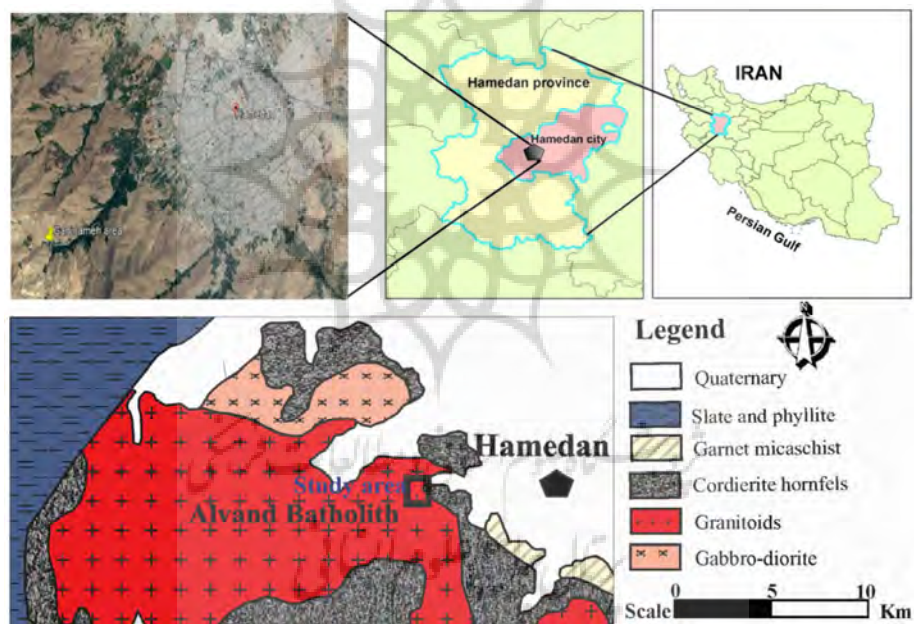 Hamedan province
Hamedan city
IRAN
Persian Gulf
Hamedan
Study area
Alvand Batholith
Legend
Quaternary
Slate and phyllite
Garnet micaschist
Cordierite hornfels
Granitoids
Gabbro-diorite
Scale
0 5 10
Km